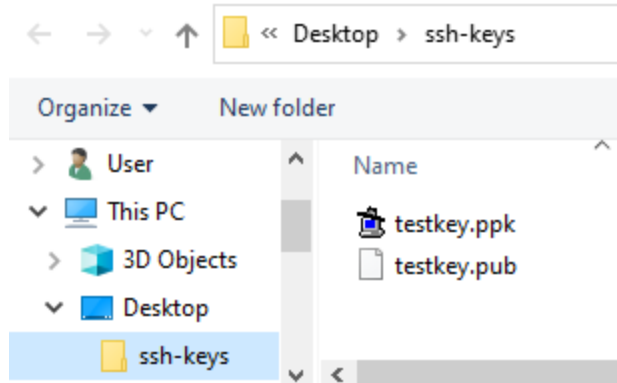 « Desktop › ssh-keys
Organize New folder
User
This PC
3D Objects
Desktop
ssh-keys
Name
testkey.ppk
testkey.pub